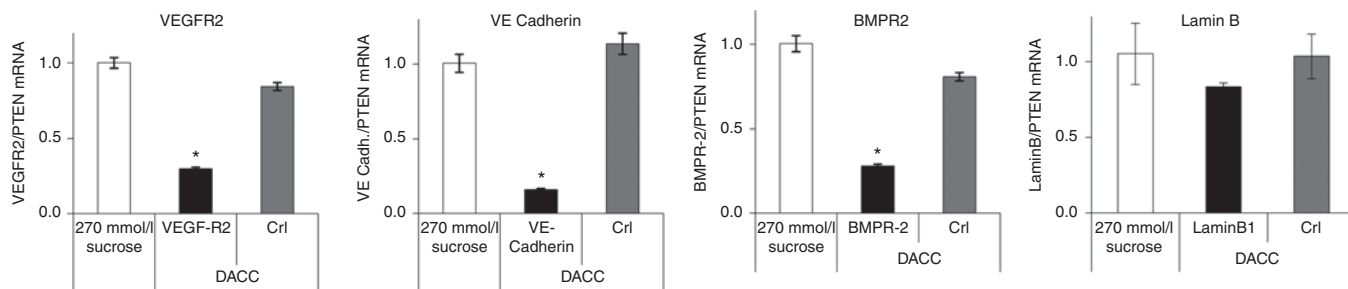 VEGFR2
VEGFR2/PTEN mRNA
1.0
0.5
0.0
*
270 mmol/l
sucrose
VEGF-R2
Crl
DACC
VE Cadherin
VE Cadh./PTEN mRNA
1.0
0.5
0.0
*
270 mmol/l
sucrose
VE-
Cadherin
Crl
DACC
BMPR2
BMPR-2/PTEN mRNA
1.0
0.5
0.0
*
270 mmol/l
sucrose
BMPR-2
Crl
DACC
Lamin B
LaminB/PTEN mRNA
1.0
0.5
0.0
270 mmol/l
sucrose
LaminB1
Crl
DACC